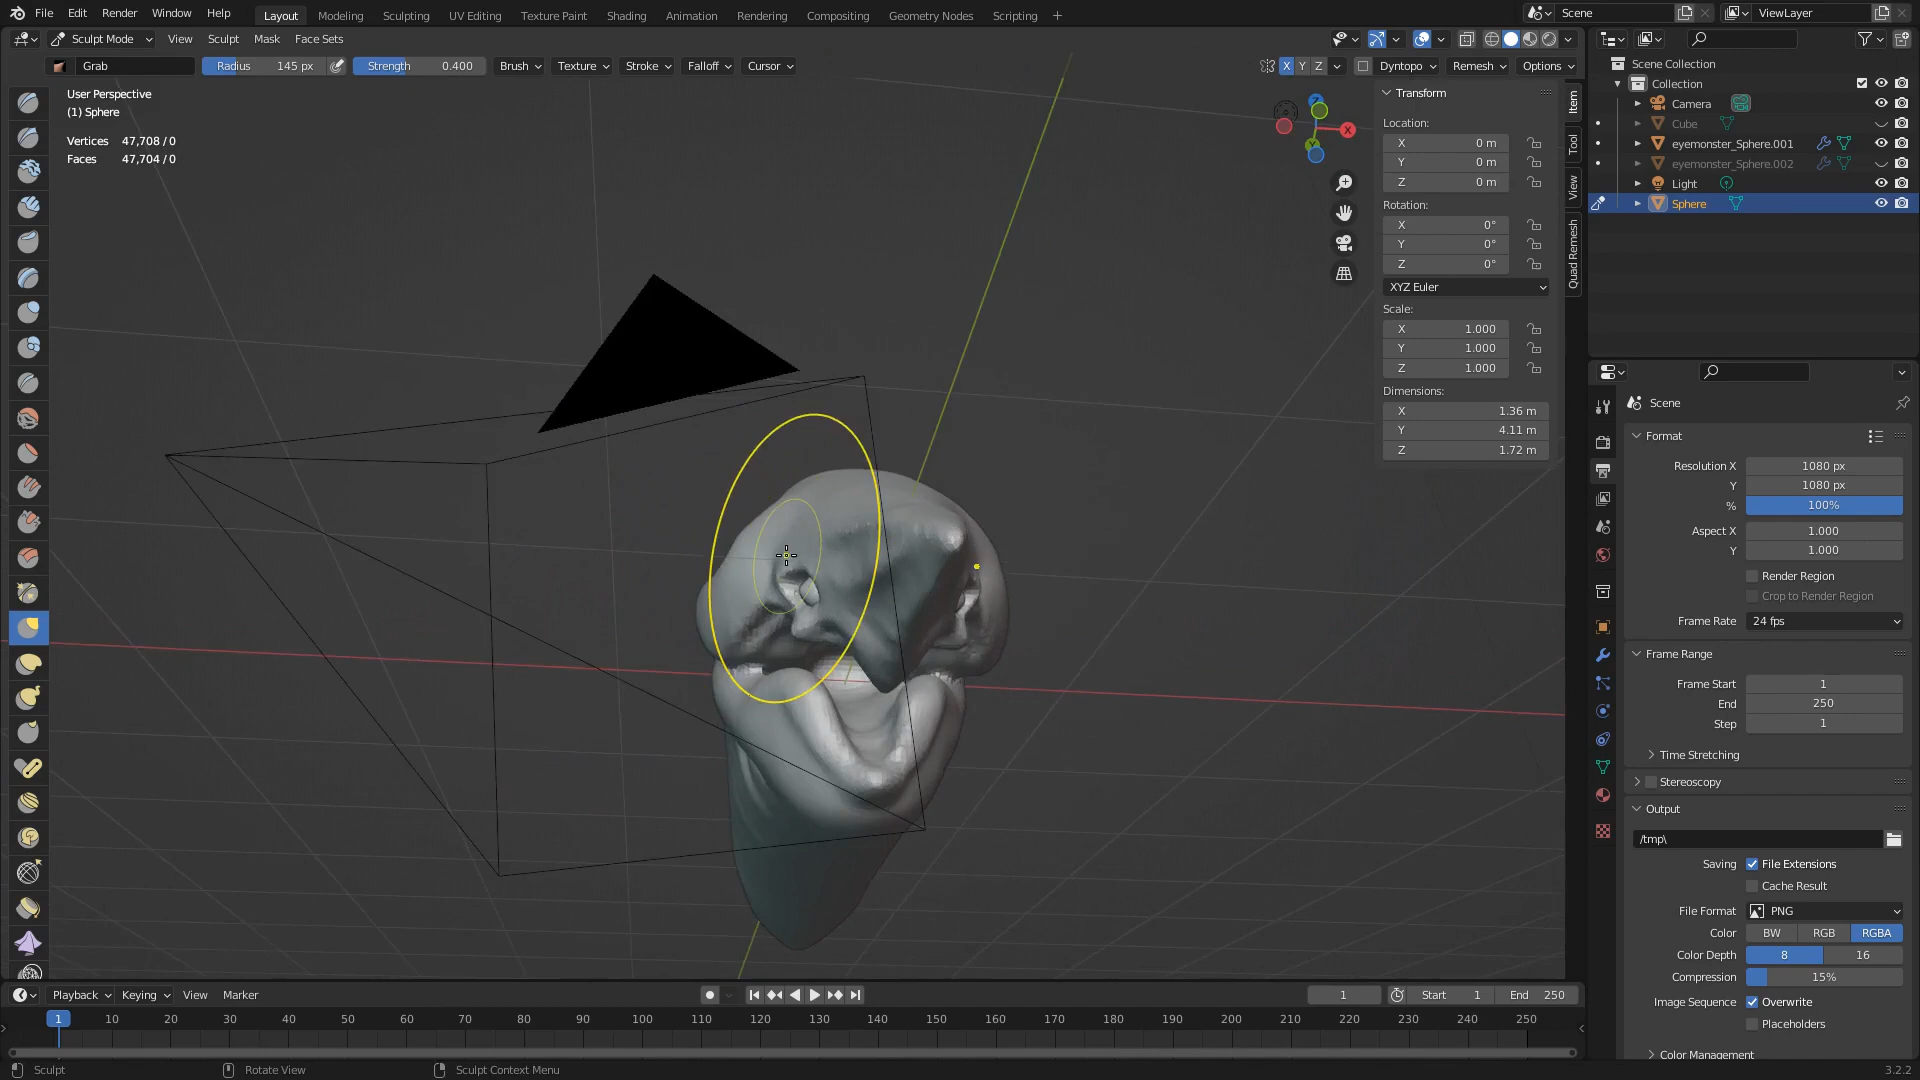 File Edit Render Window Help Layout Modeling Sculpting UV Editing Texture Paint Shading Animation Rendering Compositing Geometry Nodes Scripting + Scene ViewLayer
Sculpt Mode View Sculpt Mask Face Sets
Grab Radius 145 px Strength 0.400 Brush Texture Stroke Falloff Cursor X Y Z Dyntopo Remesh Options
User Perspective
(1) Sphere
Vertices 47,708 / 0
Faces 47,704 / 0
Z
X
Y
Transform
Location:
X 0 m
Y 0 m
Z 0 m
Rotation:
X 0°
Y 0°
Z 0°
XYZ Euler
Scale:
X 1.000
Y 1.000
Z 1.000
Dimensions:
X 1.36 m
Y 4.11 m
Z 1.72 m
Item
Tool
View
Quad Remesh
Scene Collection
Collection
Camera
Cube
eyemonster_Sphere.001
eyemonster_Sphere.002
Light
Sphere
Scene
Format
Resolution X 1080 px
Y 1080 px
% 100%
Aspect X 1.000
Y 1.000
Render Region
Crop to Render Region
Frame Rate 24 fps
Frame Range
Frame Start 1
End 250
Step 1
Time Stretching
Stereoscopy
Output
/tmp\
Saving File Extensions
Cache Result
File Format PNG
Color BW RGB RGBA
Color Depth 8 16
Compression 15%
Image Sequence Overwrite
Placeholders
Color Management
Playback Keying View Marker 1 Start 1 End 250
1 10 20 30 40 50 60 70 80 90 100 110 120 130 140 150 160 170 180 190 200 210 220 230 240 250
Sculpt Rotate View Sculpt Context Menu 3.2.2